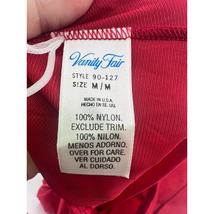 Vanity Fair
STYLE 90-127
SIZE M/M
MADE IN U.S.A.
HECHO EN EE. UU.
100% NYLON.
EXCLUDE TRIM.
100% NILON.
MENOS ADORNO.
OVER FOR CARE.
VER CUIDADO
AL DORSO.